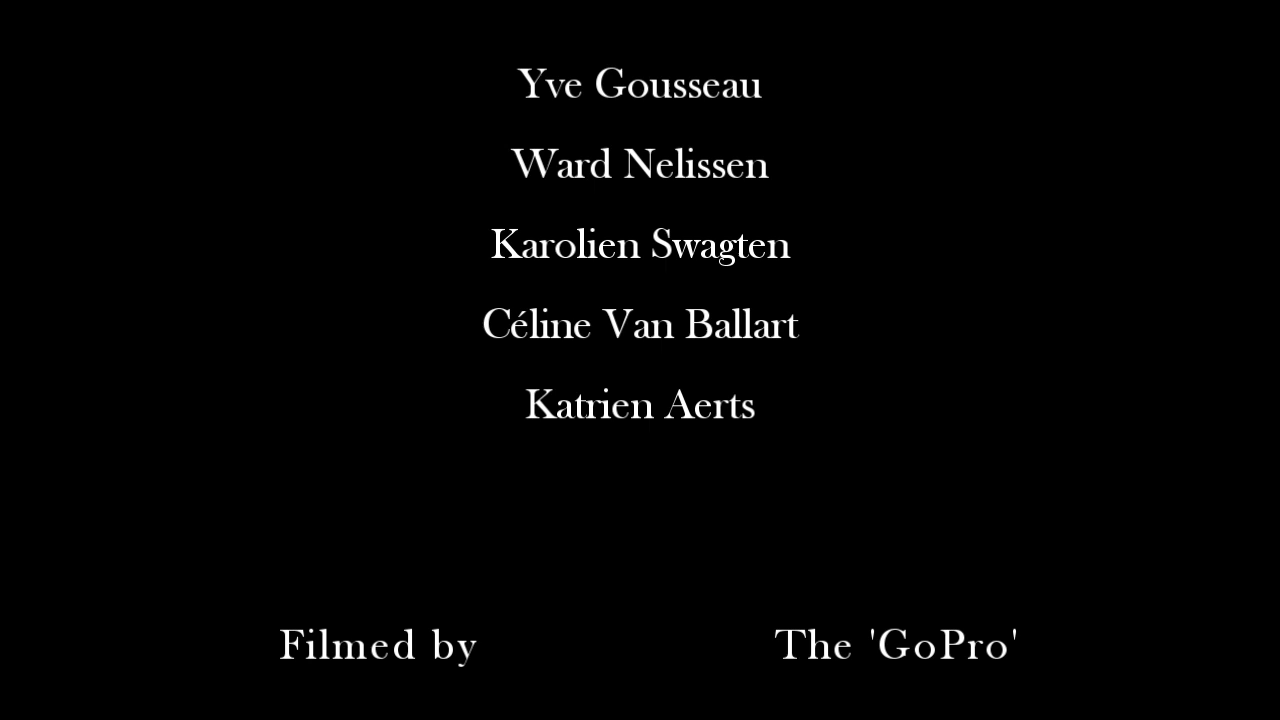 Yve Gousseau
Ward Nelissen
Karolien Swagten
Céline Van Ballart
Katrien Aerts
Filmed by The 'GoPro'